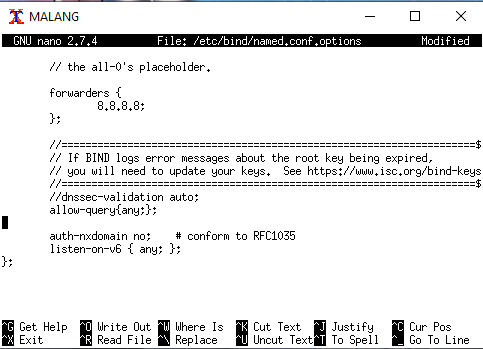 MALANG
GNU nano 2.7.4 File: /etc/bind/named.conf.options Modified
// the all-0's placeholder.
forwarders {
8.8.8.8;
};
//=====================================================================$
// If BIND logs error messages about the root key being expired,
// you will need to update your keys.  See https://www.isc.org/bind-keys
//=====================================================================$
//dnssec-validation auto;
allow-query{any;};
auth-nxdomain no;    # conform to RFC1035
listen-on-v6 { any; };
};
^G Get Help ^O Write Out ^W Where Is ^K Cut Text ^J Justify ^C Cur Pos
^X Exit ^R Read File ^\ Replace ^U Uncut Text ^T To Spell ^_ Go To Line